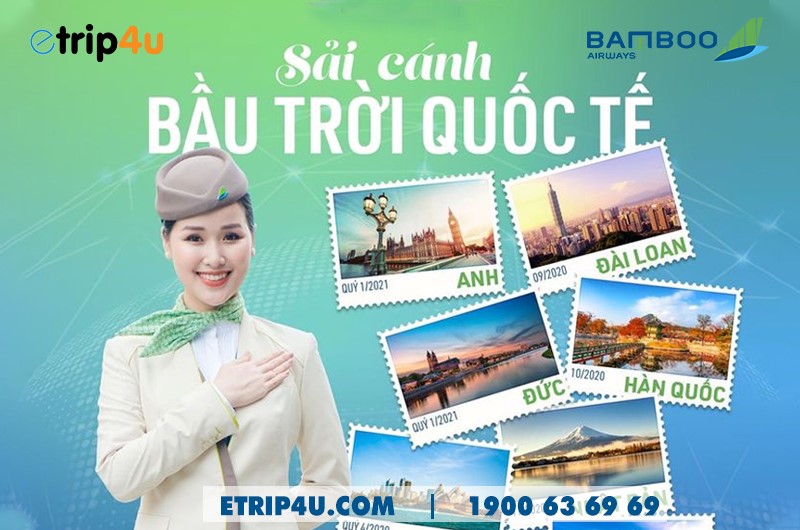 etrip4u
BAMBOO
AIRWAYS
Sải cánh
BẦU TRỜI QUỐC TẾ
QUÝ 1/2021
ANH
09/2020
ĐÀI LOAN
QUÝ 1/2021
ĐỨC
10/2020
HÀN QUỐC
ETRIP4U.COM | 1900 63 69 69